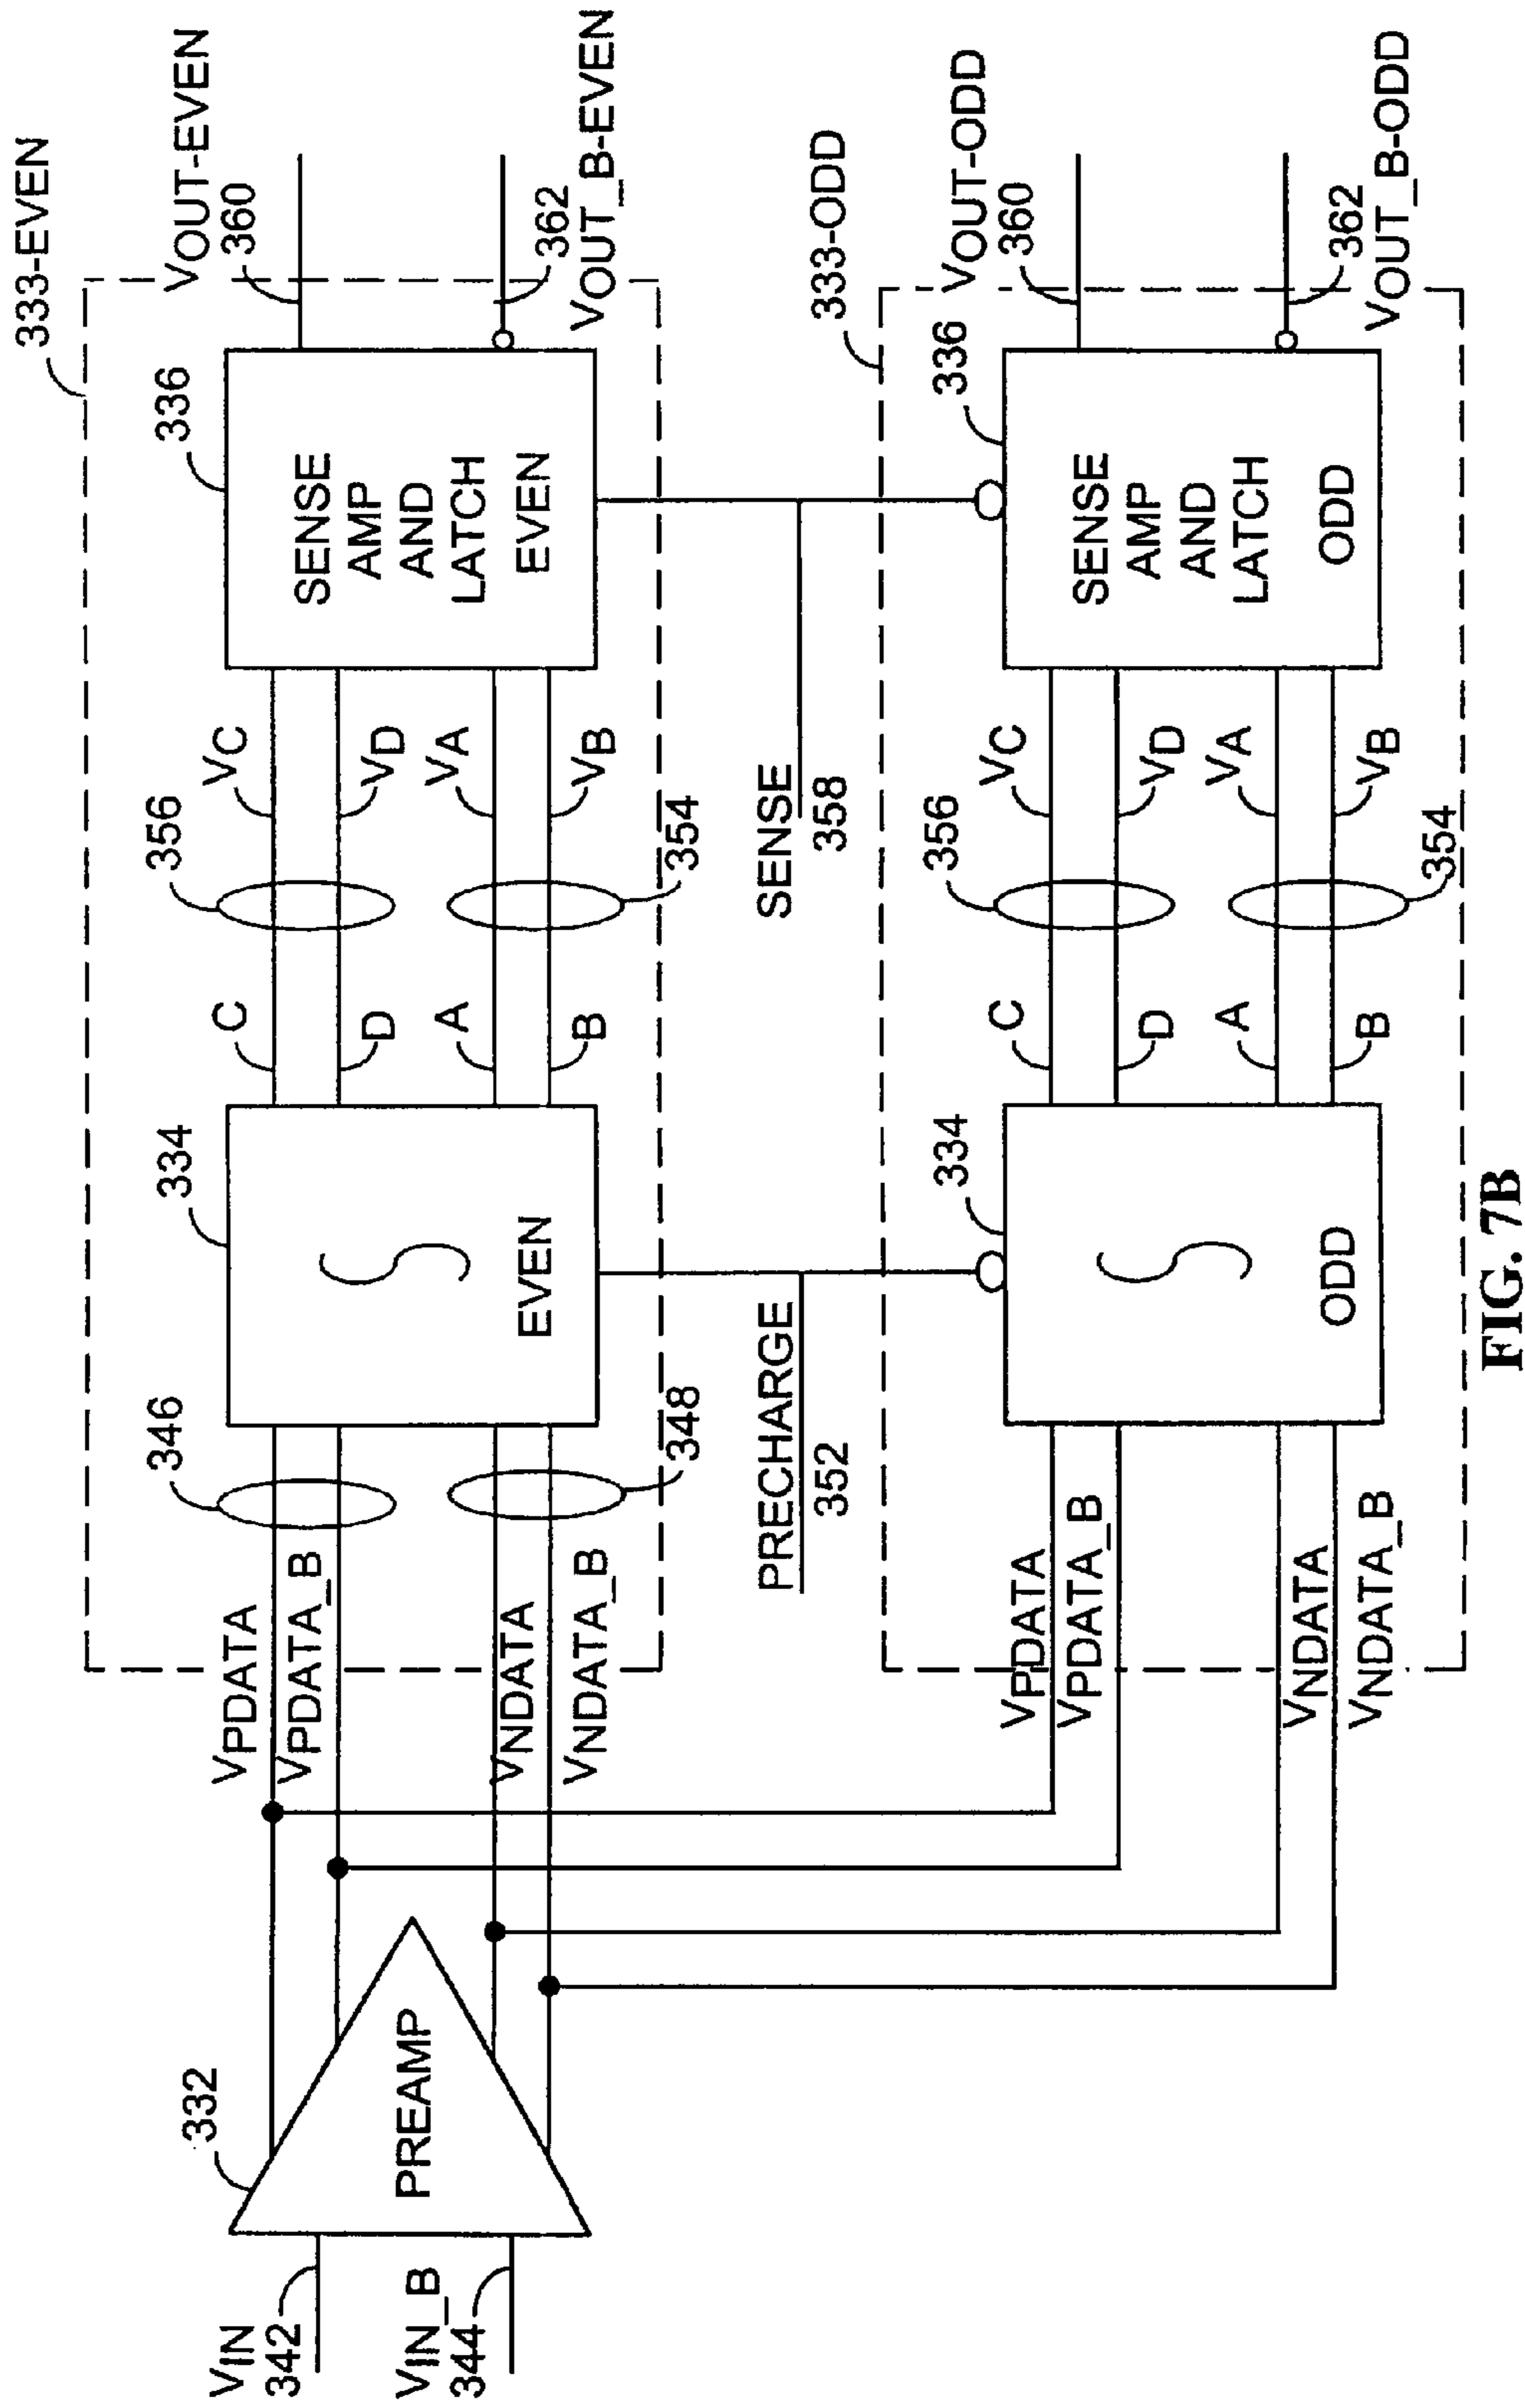 333-EVEN
VOUT-EVEN
360
336
356
VC
C
334
346
VPDATA
332
VIN
342
SENSE
AMP
AND
LATCH
EVEN
VD
D
EVEN
VPDATA_B
PREAMP
VA
A
VNDATA
VIN_B
344
362
VOUT_B-EVEN
VB
B
VNDATA_B
354
348
SENSE
358
PRECHARGE
352
333-ODD
VOUT-ODD
360
336
356
VC
C
334
VPDATA
SENSE
AMP
AND
LATCH
ODD
VD
D
ODD
VPDATA_B
VA
A
VNDATA
362
VOUT_B-ODD
VB
B
VNDATA_B
354
FIG. 7B